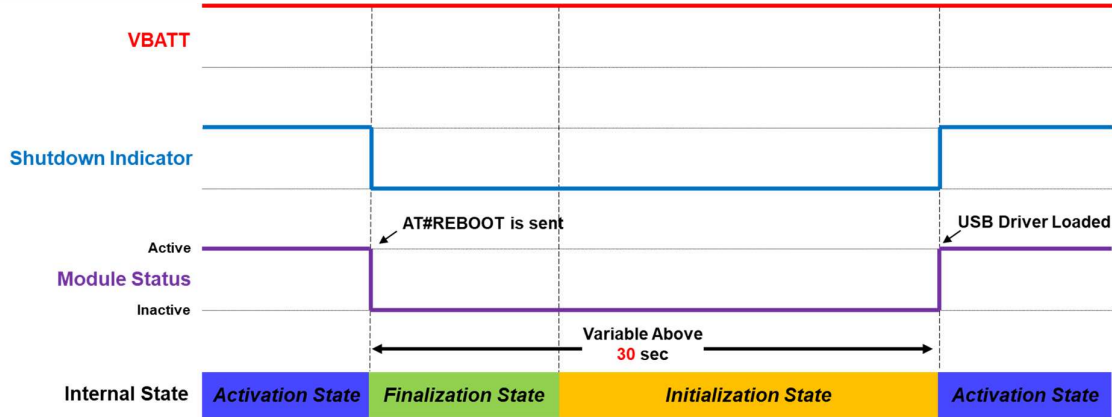 VBATT
Shutdown Indicator
AT#REBOOT is sent
USB Driver Loaded
Active
Module Status
Inactive
Variable Above
30 sec
Internal State
Activation State
Finalization State
Initialization State
Activation State